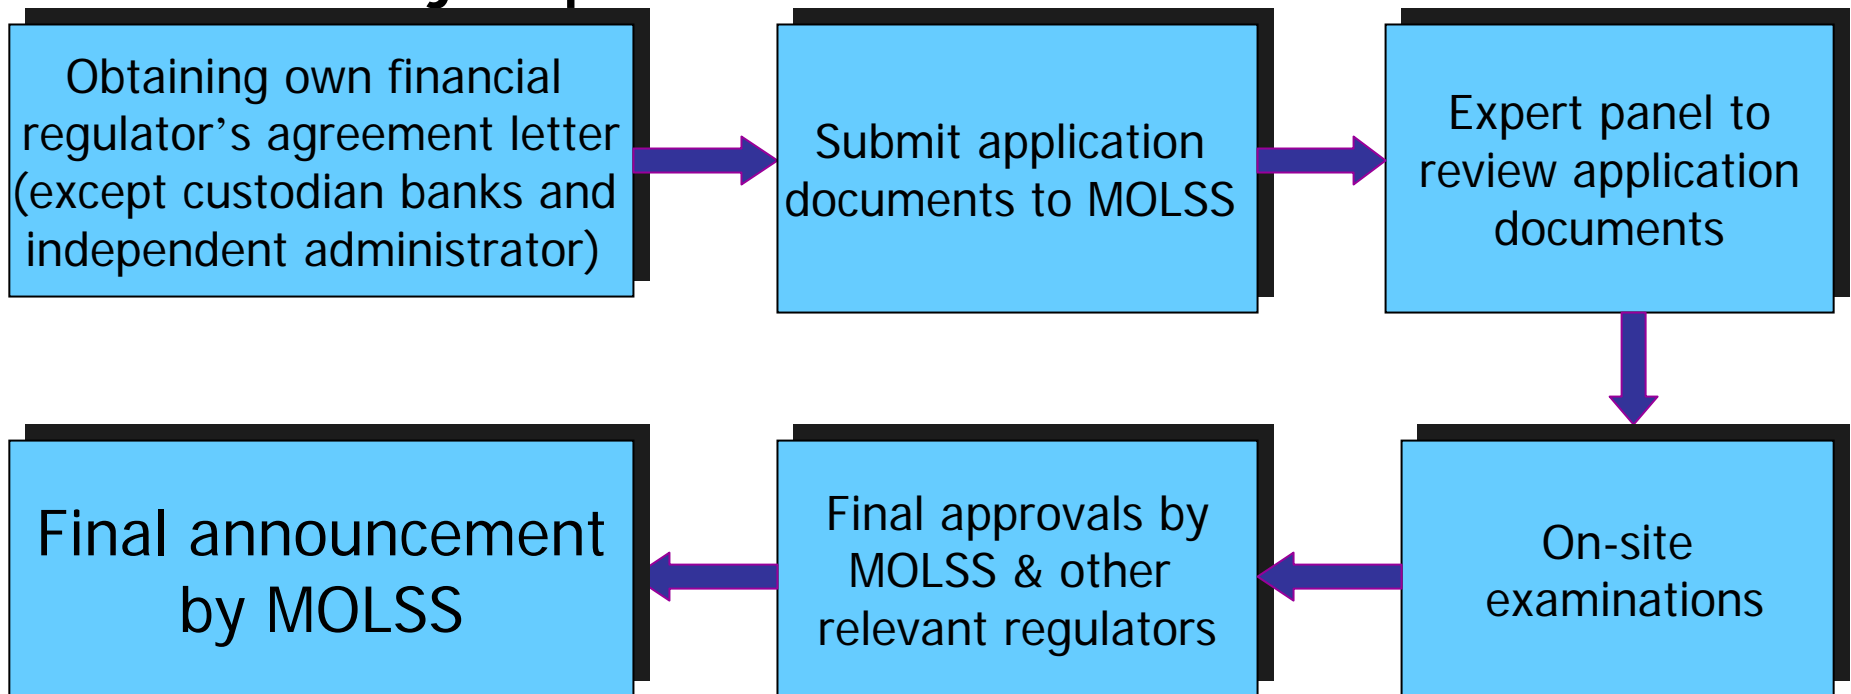 Obtaining own financial
regulator’s agreement letter
(except custodian banks and
independent administrator)
Submit application
documents to MOLSS
Expert panel to
review application
documents
On-site
examinations
Final approvals by
MOLSS & other
relevant regulators
Final announcement
by MOLSS